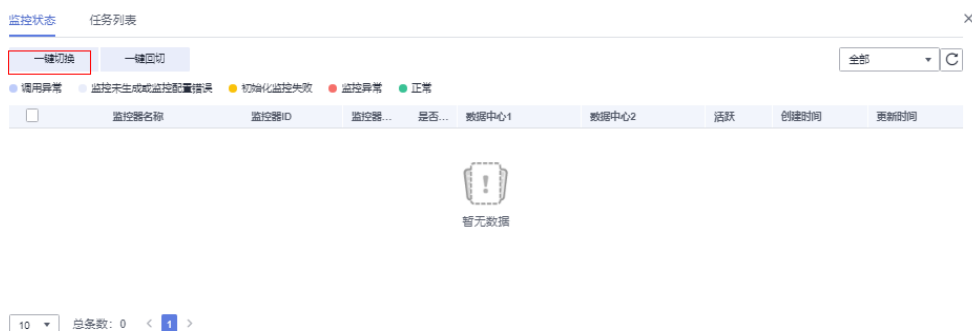 监控状态 任务列表
一键切换 一键回切 全部
调用异常 监控未生成或监控配置错误 初始化监控失败 监控异常 正常
监控器名称 监控器ID 监控器... 是否... 数据中心1 数据中心2 活跃 创建时间 更新时间
暂无数据
10 总条数: 0 < 1 >